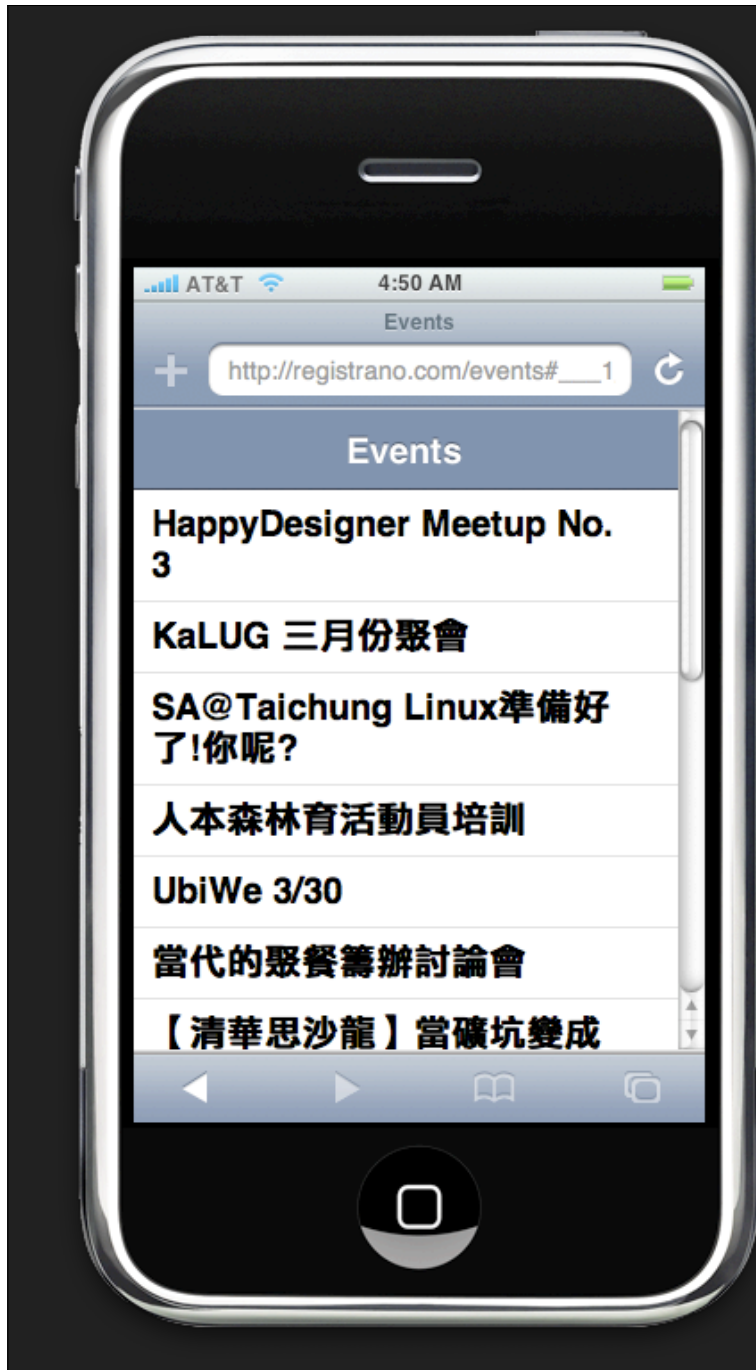 AT&T 4:50 AM
Events
http://registrano.com/events#___1
Events
HappyDesigner Meetup No.
3
KaLUG 三月份聚會
SA@Taichung Linux準備好
了!你呢?
人本森林育活動員培訓
UbiWe 3/30
當代的聚餐籌辦討論會
【清華思沙龍】當礦坑變成